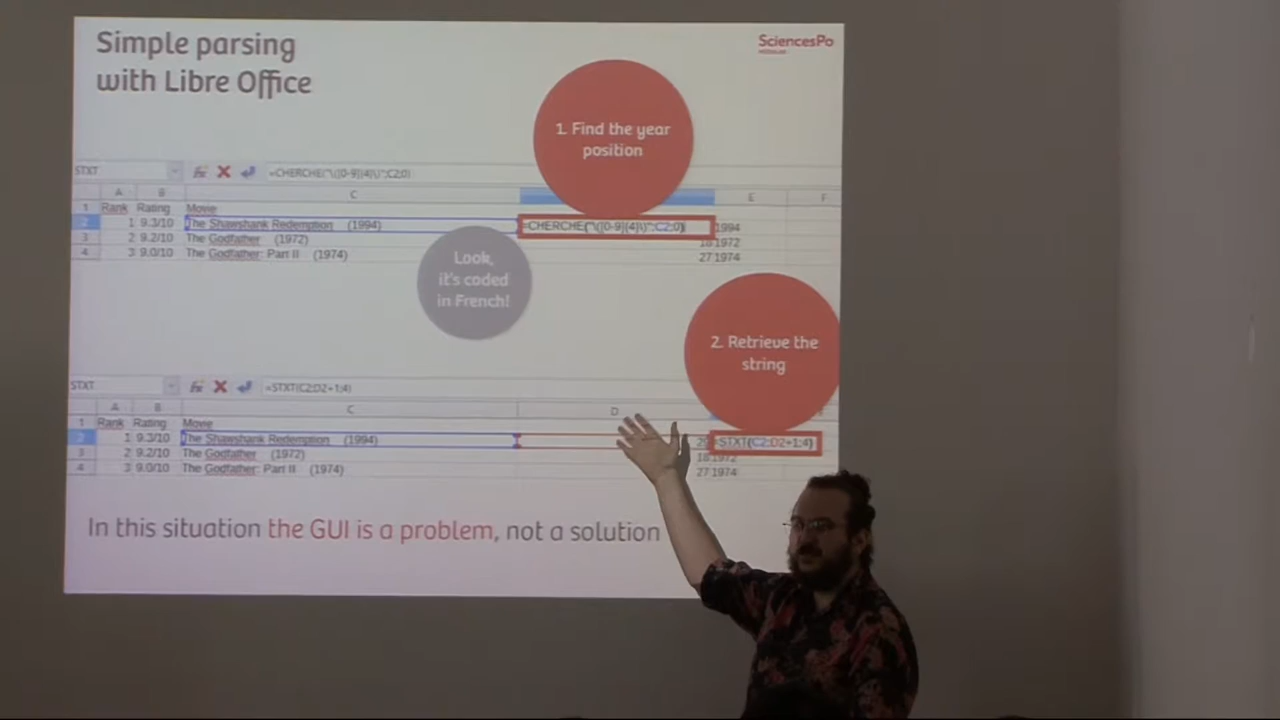 Simple parsing
with Libre Office
SciencesPo
1. Find the year
position
STXT
=CHERCHE("\([0-9]{4}\)";C2;0)
A B C E F
1 Rank Rating Movie
2 1 9.3/10 The Shawshank Redemption (1994) =CHERCHE("\([0-9]{4}\)";C2;0) 1994
3 2 9.2/10 The Godfather (1972) 18 1972
4 3 9.0/10 The Godfather: Part II (1974) 27 1974
Look,
it's coded
in French!
2. Retrieve the
string
STXT
=STXT(C2;D2+1;4)
A B C D F
1 Rank Rating Movie
2 1 9.3/10 The Shawshank Redemption (1994) 20 =STXT(C2;D2+1;4)
3 2 9.2/10 The Godfather (1972) 18 1972
4 3 9.0/10 The Godfather: Part II (1974) 27 1974
In this situation the GUI is a problem, not a solution